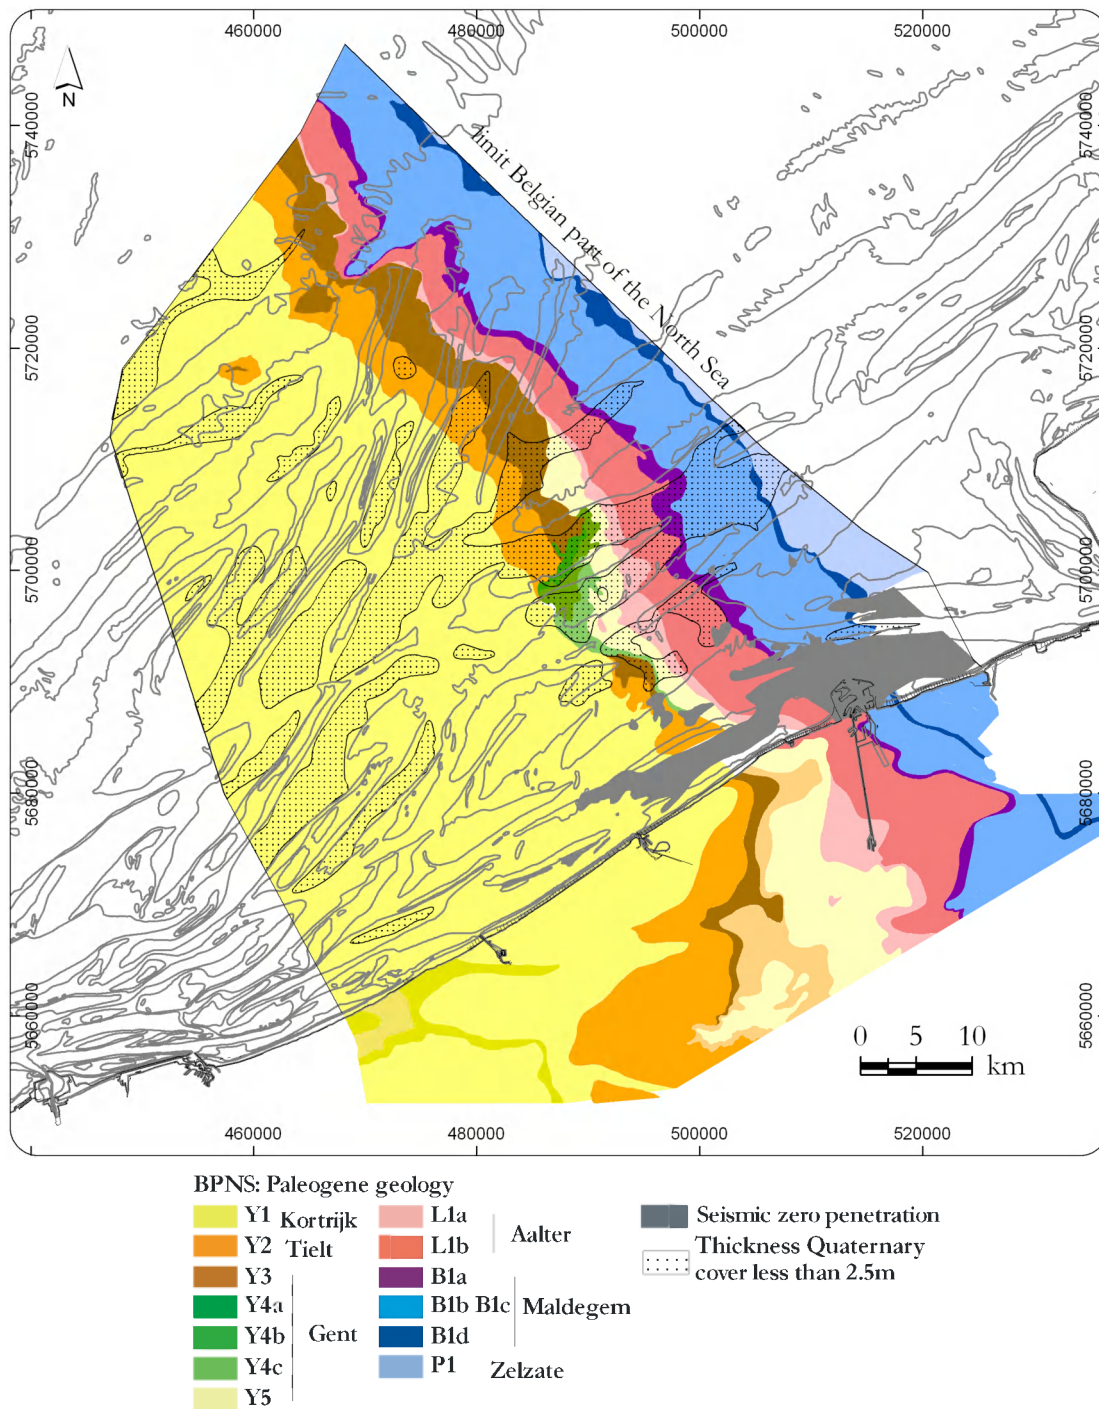 460000 480000 500000 520000
N
5740000 5740000
limit Belgian part of the North Sea
5720000 5720000
5700000 5700000
5680000 5680000
5660000 5660000
0 5 10
km
460000 480000 500000 520000
BPNS: Paleogene geology
Y1 Kortrijk
Y2 Tielt
Y3
Y4a
Y4b
Y4c
Y5
Gent
L1a
L1b
Aalter
B1a
B1b B1c
B1d
Maldegem
P1 Zelzate
Seismic zero penetration
Thickness Quaternary
cover less than 2.5m